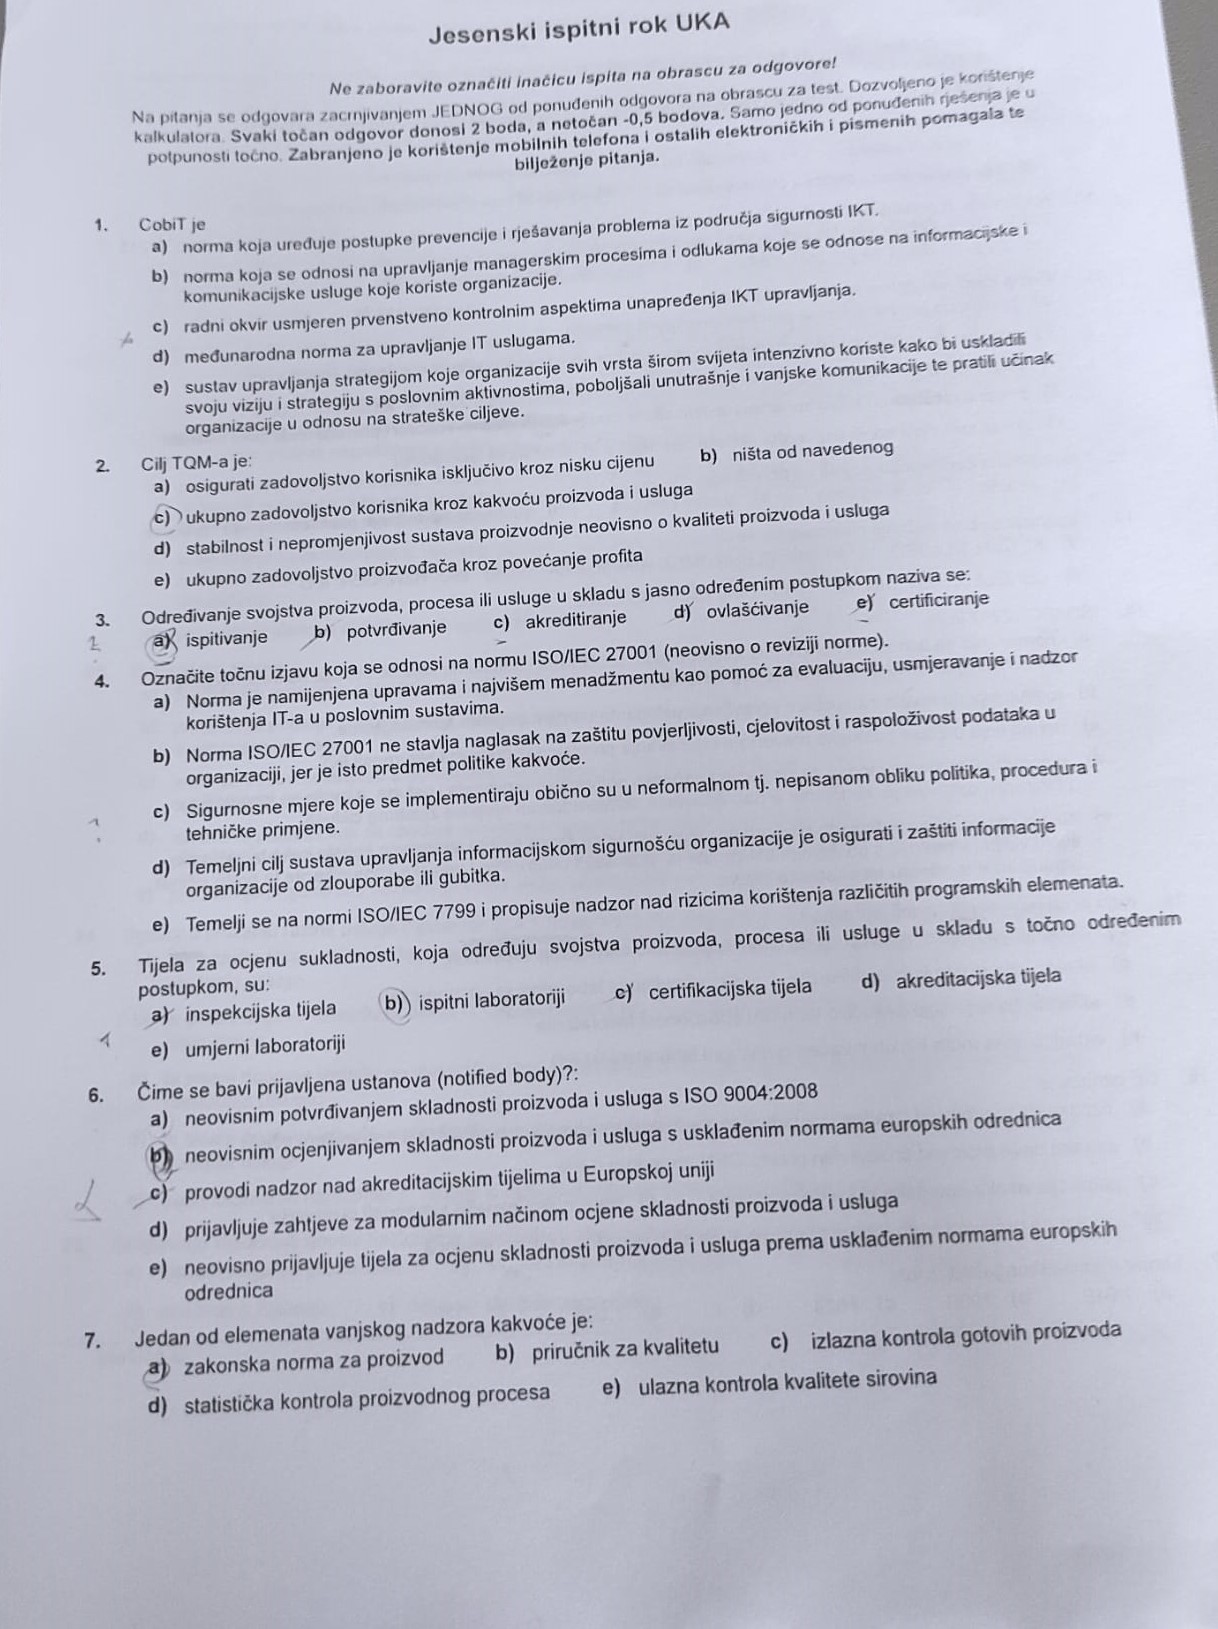 Jesenski ispitni rok UKA
Ne zaboravite označiti inačicu ispita na obrascu za odgovore!
Na pitanja se odgovara zacrnjivanjem JEDNOG od ponuđenih odgovora na obrascu za test. Dozvoljeno je korištenje
kalkulatora. Svaki točan odgovor donosi 2 boda, a netočan -0,5 bodova. Samo jedno od ponuđenih rješenja je u
potpunosti točno. Zabranjeno je korištenje mobilnih telefona i ostalih elektroničkih i pismenih pomagala te
bilježenje pitanja.
1. CobiT je
a) norma koja uređuje postupke prevencije i rješavanja problema iz područja sigurnosti IKT.
b) norma koja se odnosi na upravljanje managerskim procesima i odlukama koje se odnose na informacijske i
komunikacijske usluge koje koriste organizacije.
c) radni okvir usmjeren prvenstveno kontrolnim aspektima unapređenja IKT upravljanja.
d) međunarodna norma za upravljanje IT uslugama.
e) sustav upravljanja strategijom koje organizacije svih vrsta širom svijeta intenzivno koriste kako bi uskladili
svoju viziju i strategiju s poslovnim aktivnostima, poboljšali unutrašnje i vanjske komunikacije te pratili učinak
organizacije u odnosu na strateške ciljeve.
2. Cilj TQM-a je:
a) osigurati zadovoljstvo korisnika isključivo kroz nisku cijenu b) ništa od navedenog
c) ukupno zadovoljstvo korisnika kroz kakvoću proizvoda i usluga
d) stabilnost i nepromjenjivost sustava proizvodnje neovisno o kvaliteti proizvoda i usluga
e) ukupno zadovoljstvo proizvođača kroz povećanje profita
3. Određivanje svojstva proizvoda, procesa ili usluge u skladu s jasno određenim postupkom naziva se:
a) ispitivanje b) potvrđivanje c) akreditiranje d) ovlašćivanje e) certificiranje
4. Označite točnu izjavu koja se odnosi na normu ISO/IEC 27001 (neovisno o reviziji norme).
a) Norma je namijenjena upravama i najvišem menadžmentu kao pomoć za evaluaciju, usmjeravanje i nadzor
korištenja IT-a u poslovnim sustavima.
b) Norma ISO/IEC 27001 ne stavlja naglasak na zaštitu povjerljivosti, cjelovitost i raspoloživost podataka u
organizaciji, jer je isto predmet politike kakvoće.
c) Sigurnosne mjere koje se implementiraju obično su u neformalnom tj. nepisanom obliku politika, procedura i
tehničke primjene.
d) Temeljni cilj sustava upravljanja informacijskom sigurnošću organizacije je osigurati i zaštiti informacije
organizacije od zlouporabe ili gubitka.
e) Temelji se na normi ISO/IEC 7799 i propisuje nadzor nad rizicima korištenja različitih programskih elemenata.
5. Tijela za ocjenu sukladnosti, koja određuju svojstva proizvoda, procesa ili usluge u skladu s točno određenim
postupkom, su:
a) inspekcijska tijela b) ispitni laboratoriji c) certifikacijska tijela d) akreditacijska tijela
e) umjerni laboratoriji
6. Čime se bavi prijavljena ustanova (notified body)?:
a) neovisnim potvrđivanjem skladnosti proizvoda i usluga s ISO 9004:2008
b) neovisnim ocjenjivanjem skladnosti proizvoda i usluga s usklađenim normama europskih odrednica
c) provodi nadzor nad akreditacijskim tijelima u Europskoj uniji
d) prijavljuje zahtjeve za modularnim načinom ocjene skladnosti proizvoda i usluga
e) neovisno prijavljuje tijela za ocjenu skladnosti proizvoda i usluga prema usklađenim normama europskih
odrednica
7. Jedan od elemenata vanjskog nadzora kakvoće je:
a) zakonska norma za proizvod b) priručnik za kvalitetu c) izlazna kontrola gotovih proizvoda
d) statistička kontrola proizvodnog procesa e) ulazna kontrola kvalitete sirovina